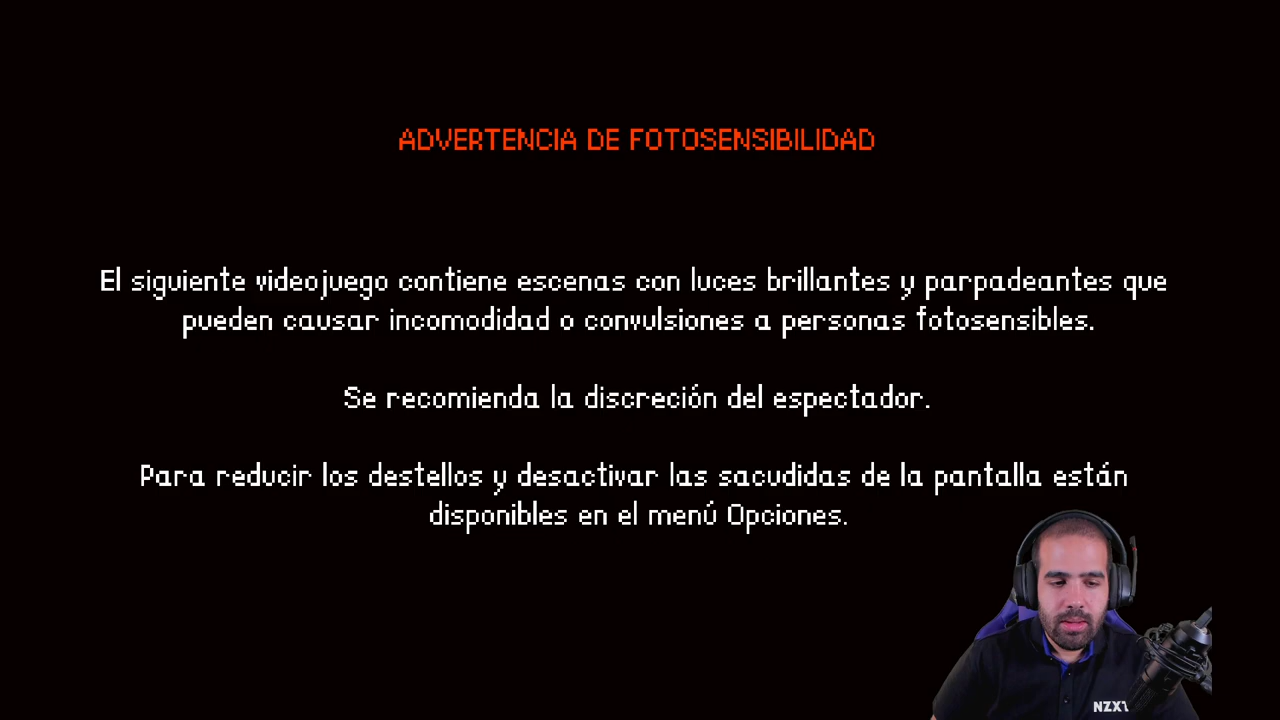 ADVERTENCIA DE FOTOSENSIBILIDAD
El siguiente videojuego contiene escenas con luces brillantes y parpadeantes que
pueden causar incomodidad o convulsiones a personas fotosensibles.
Se recomienda la discreción del espectador.
Para reducir los destellos y desactivar las sacudidas de la pantalla están
disponibles en el menú Opciones.
NZXT